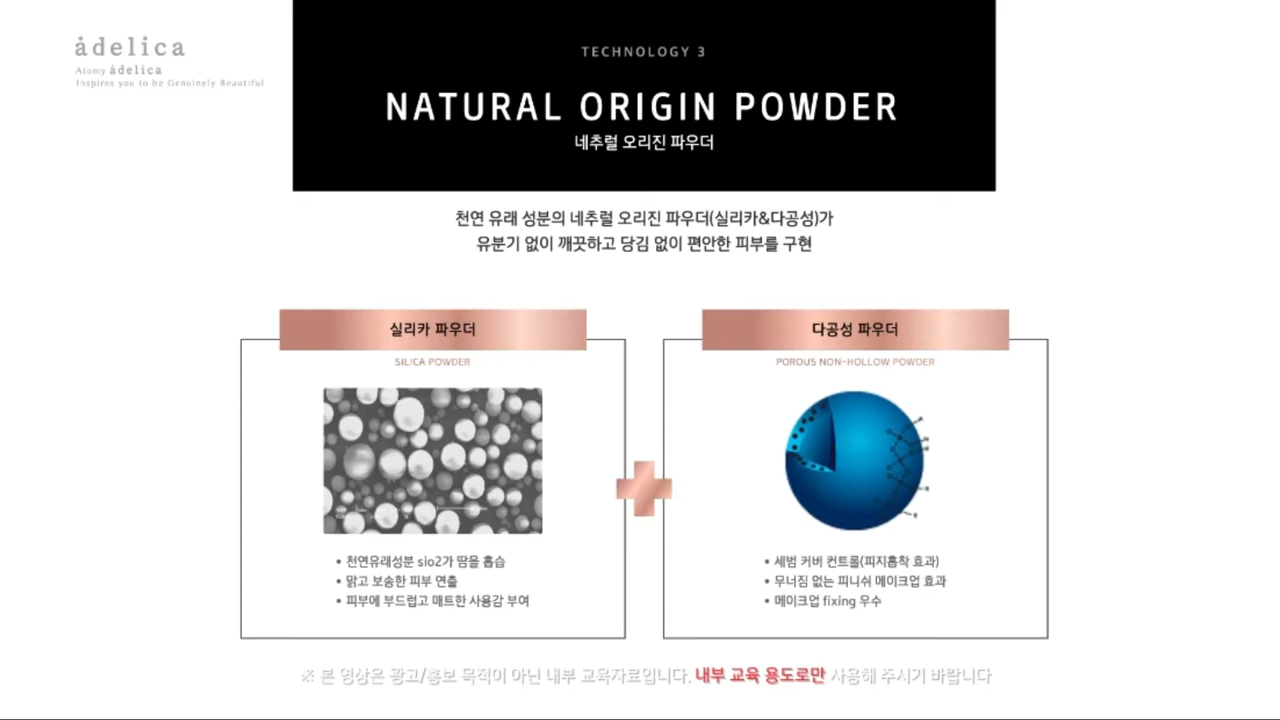 ȧdelica
Atomy ȧdelica
Inspires you to be Genuinely Beautiful
TECHNOLOGY 3
NATURAL ORIGIN POWDER
네추럴 오리진 파우더
천연 유래 성분의 네추럴 오리진 파우더(실리카&다공성)가
유분기 없이 깨끗하고 당김 없이 편안한 피부를 구현
실리카 파우더
SILICA POWDER
• 천연유래성분 sio2가 땀을 흡습
• 맑고 보송한 피부 연출
• 피부에 부드럽고 매트한 사용감 부여
다공성 파우더
POROUS NON-HOLLOW POWDER
• 세범 커버 컨트롤(피지흡착 효과)
• 무너짐 없는 피니쉬 메이크업 효과
• 메이크업 fixing 우수
※ 본 영상은 광고/홍보 목적이 아닌 내부 교육자료입니다. 내부 교육 용도로만 사용해 주시기 바랍니다